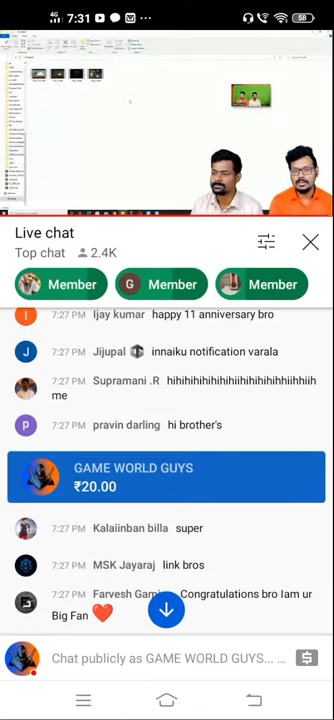 4G 7:31 58
Live chat
Top chat 2.4K
Member G Member Member
7:27 PM Ijay kumar happy 11 anniversary bro
J 7:27 PM Jijupal innaiku notification varala
7:27 PM Supramani .R hihihihihihihiihihihihihhiihhiih
me
p 7:27 PM pravin darling hi brother's
GAME WORLD GUYS
₹20.00
7:27 PM Kalaiinban billa super
7:27 PM MSK Jayaraj link bros
7:27 PM Farvesh Gami Congratulations bro Iam ur
Big Fan
Chat publicly as GAME WORLD GUYS... ...